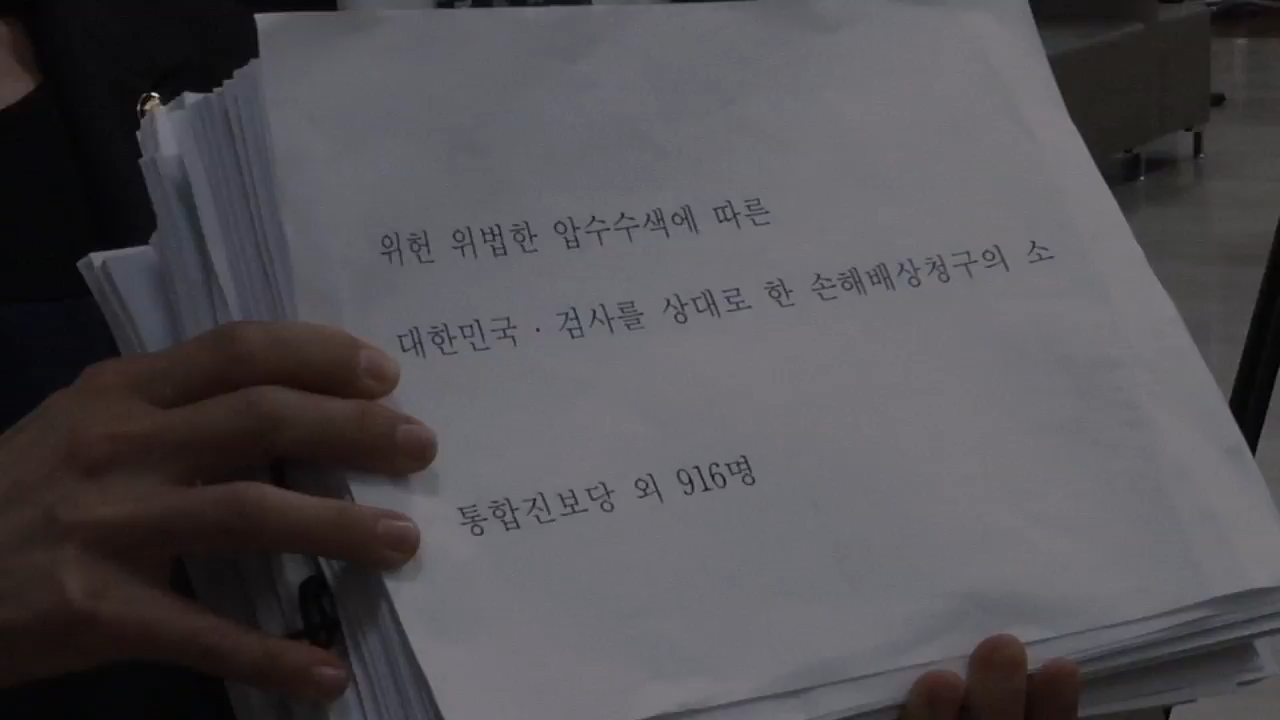 위헌 위법한 압수수색에 따른
대한민국 · 검사를 상대로 한 손해배상청구의 소
통합진보당 외 916명